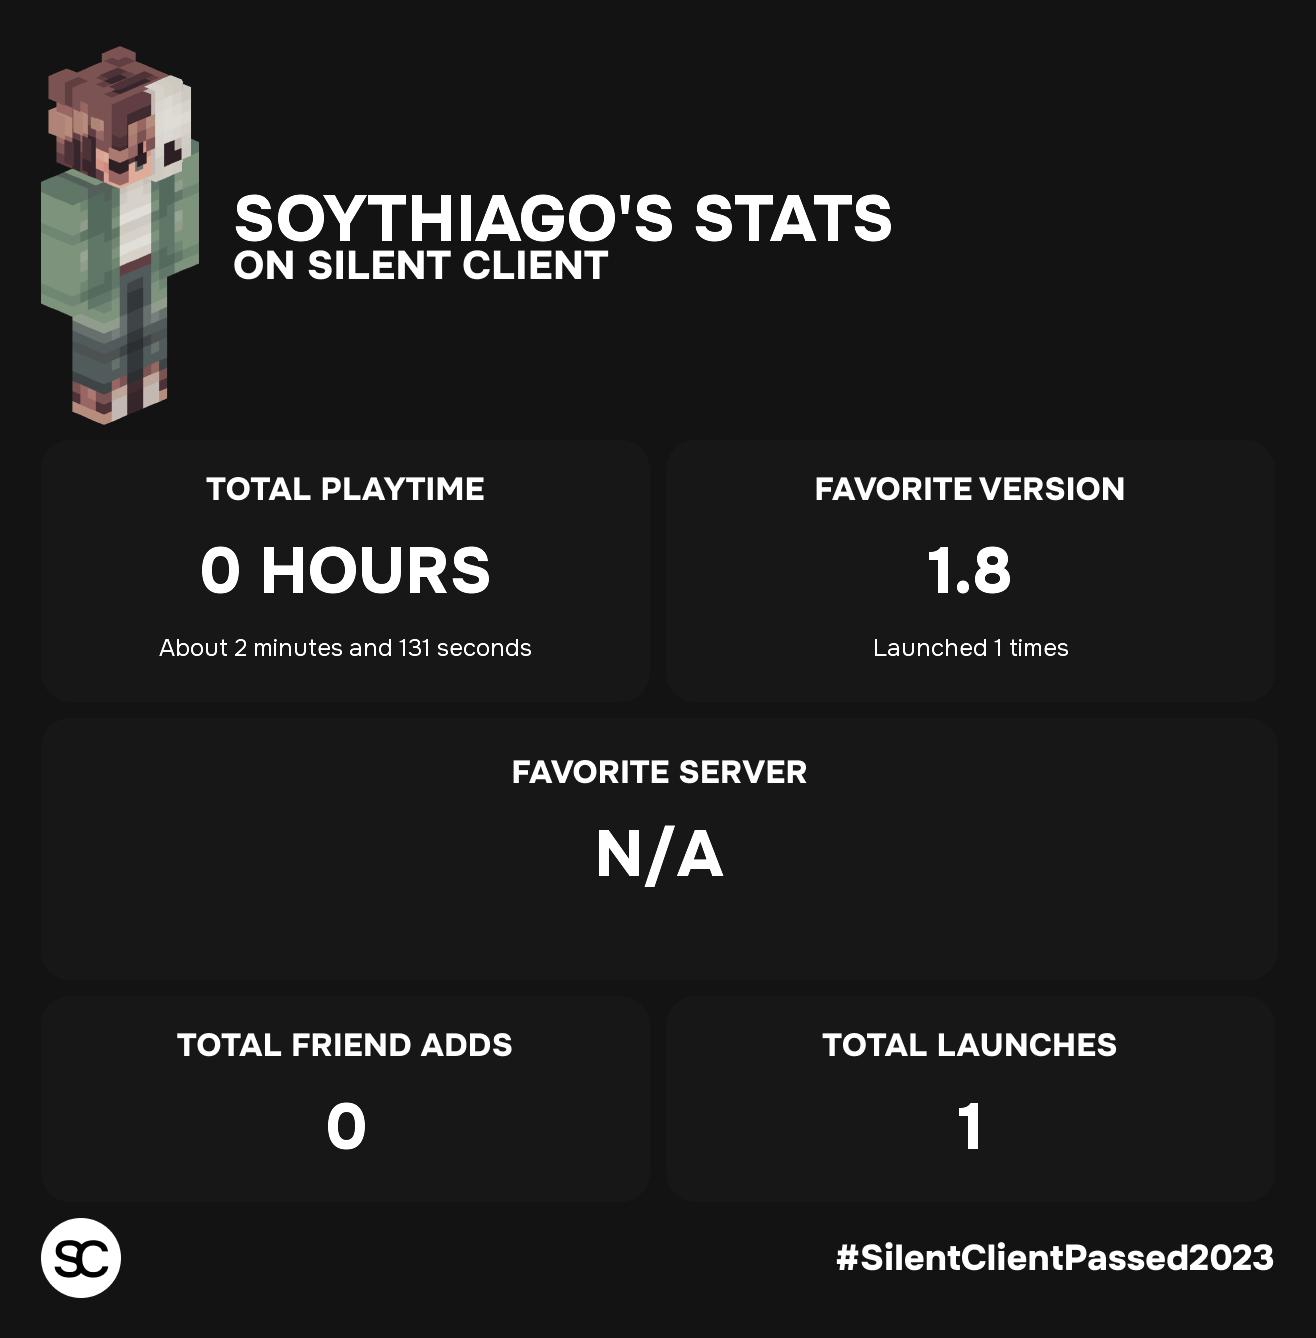 SOYTHIAGO'S STATS
ON SILENT CLIENT
TOTAL PLAYTIME
0 HOURS
About 2 minutes and 131 seconds
FAVORITE VERSION
1.8
Launched 1 times
FAVORITE SERVER
N/A
TOTAL FRIEND ADDS
0
TOTAL LAUNCHES
1
SC
#SilentClientPassed2023